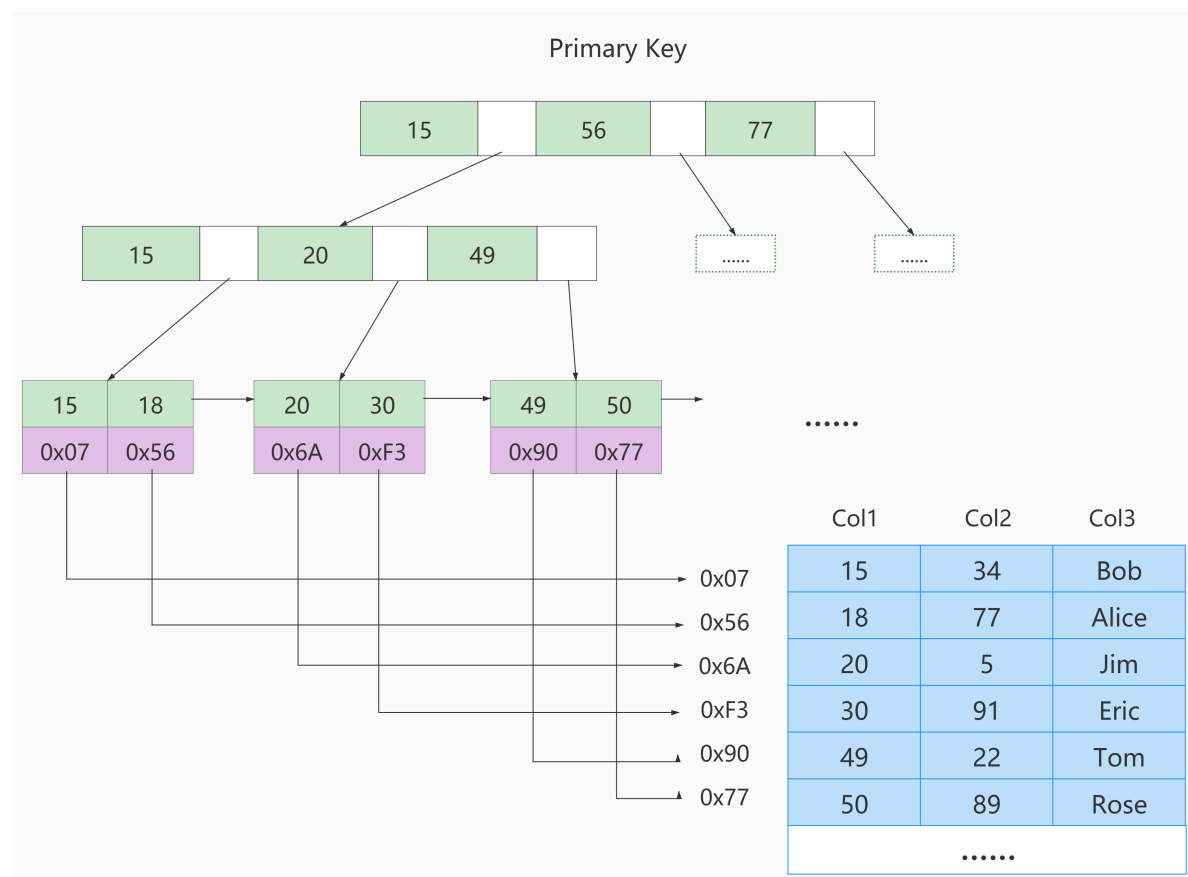 Primary Key
15 56 77
15 20 49
...... ......
15 18 20 30 49 50
0x07 0x56 0x6A 0xF3 0x90 0x77
......
Col1 Col2 Col3
0x07 15 34 Bob
0x56 18 77 Alice
0x6A 20 5 Jim
0xF3 30 91 Eric
0x90 49 22 Tom
0x77 50 89 Rose
......